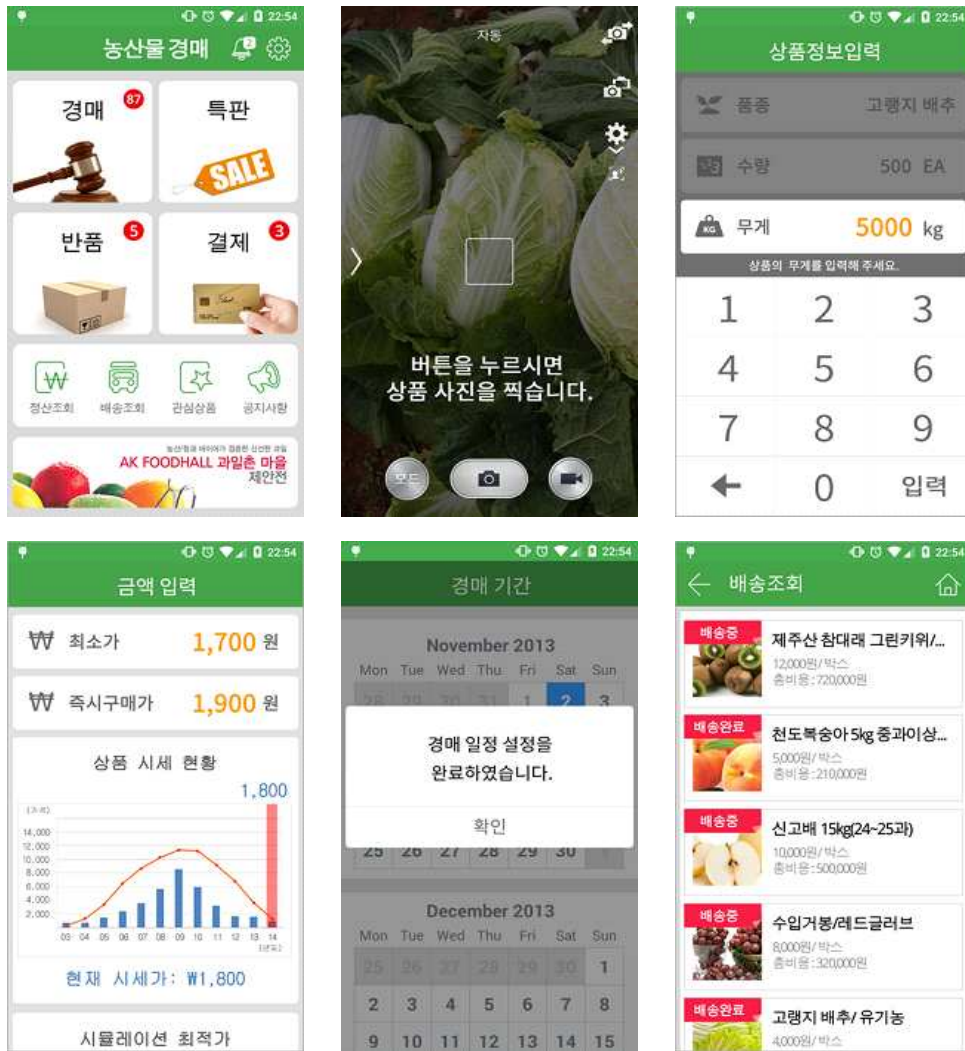 22:54
농산물 경매
2
경매
87
특판
SALE
반품
5
결제
3
정산조회
배송조회
관심상품
공지사항
AK FOODHALL 과일촌 마을
제안전
자동
버튼을 누르시면
상품 사진을 찍습니다.
모드
22:54
상품정보입력
품종
고랭지 배추
수량
500 EA
KG
무게
5000 kg
상품의 무게를 입력해 주세요.
1 2 3
4 5 6
7 8 9
0 입력
22:54
금액 입력
최소가
1,700 원
즉시구매가
1,900 원
상품 시세 현황
1,800
14,000
12,000
10,000
8,000
6,000
4,000
2,000
03 04 05 06 07 08 09 10 11 12 13 14
현재 시세가: ₩1,800
시뮬레이션 최적가
22:54
경매 기간
November 2013
Mon Tue Wed Thu Fri Sat Sun
28 29 30 31 1 2 3
경매 일정 설정을
완료하였습니다.
확인
25 26 27 28 29 30
December 2013
Mon Tue Wed Thu Fri Sat Sun
25 26 27 28 29 30 1
2 3 4 5 6 7 8
9 10 11 12 13 14 15
22:54
배송조회
배송중
제주산 참대래 그린키위/...
12,000원/ 박스
총비용 : 720,000원
배송완료
천도복숭아 5kg 중과이상...
5,000원/ 박스
총비용 : 210,000원
배송중
신고배 15kg(24~25과)
10,000원/ 박스
총비용 : 500,000원
배송중
수입거봉/레드글러브
8,000원/ 박스
총비용 : 320,000원
배송완료
고랭지 배추/ 유기농
4,000원/ 박스